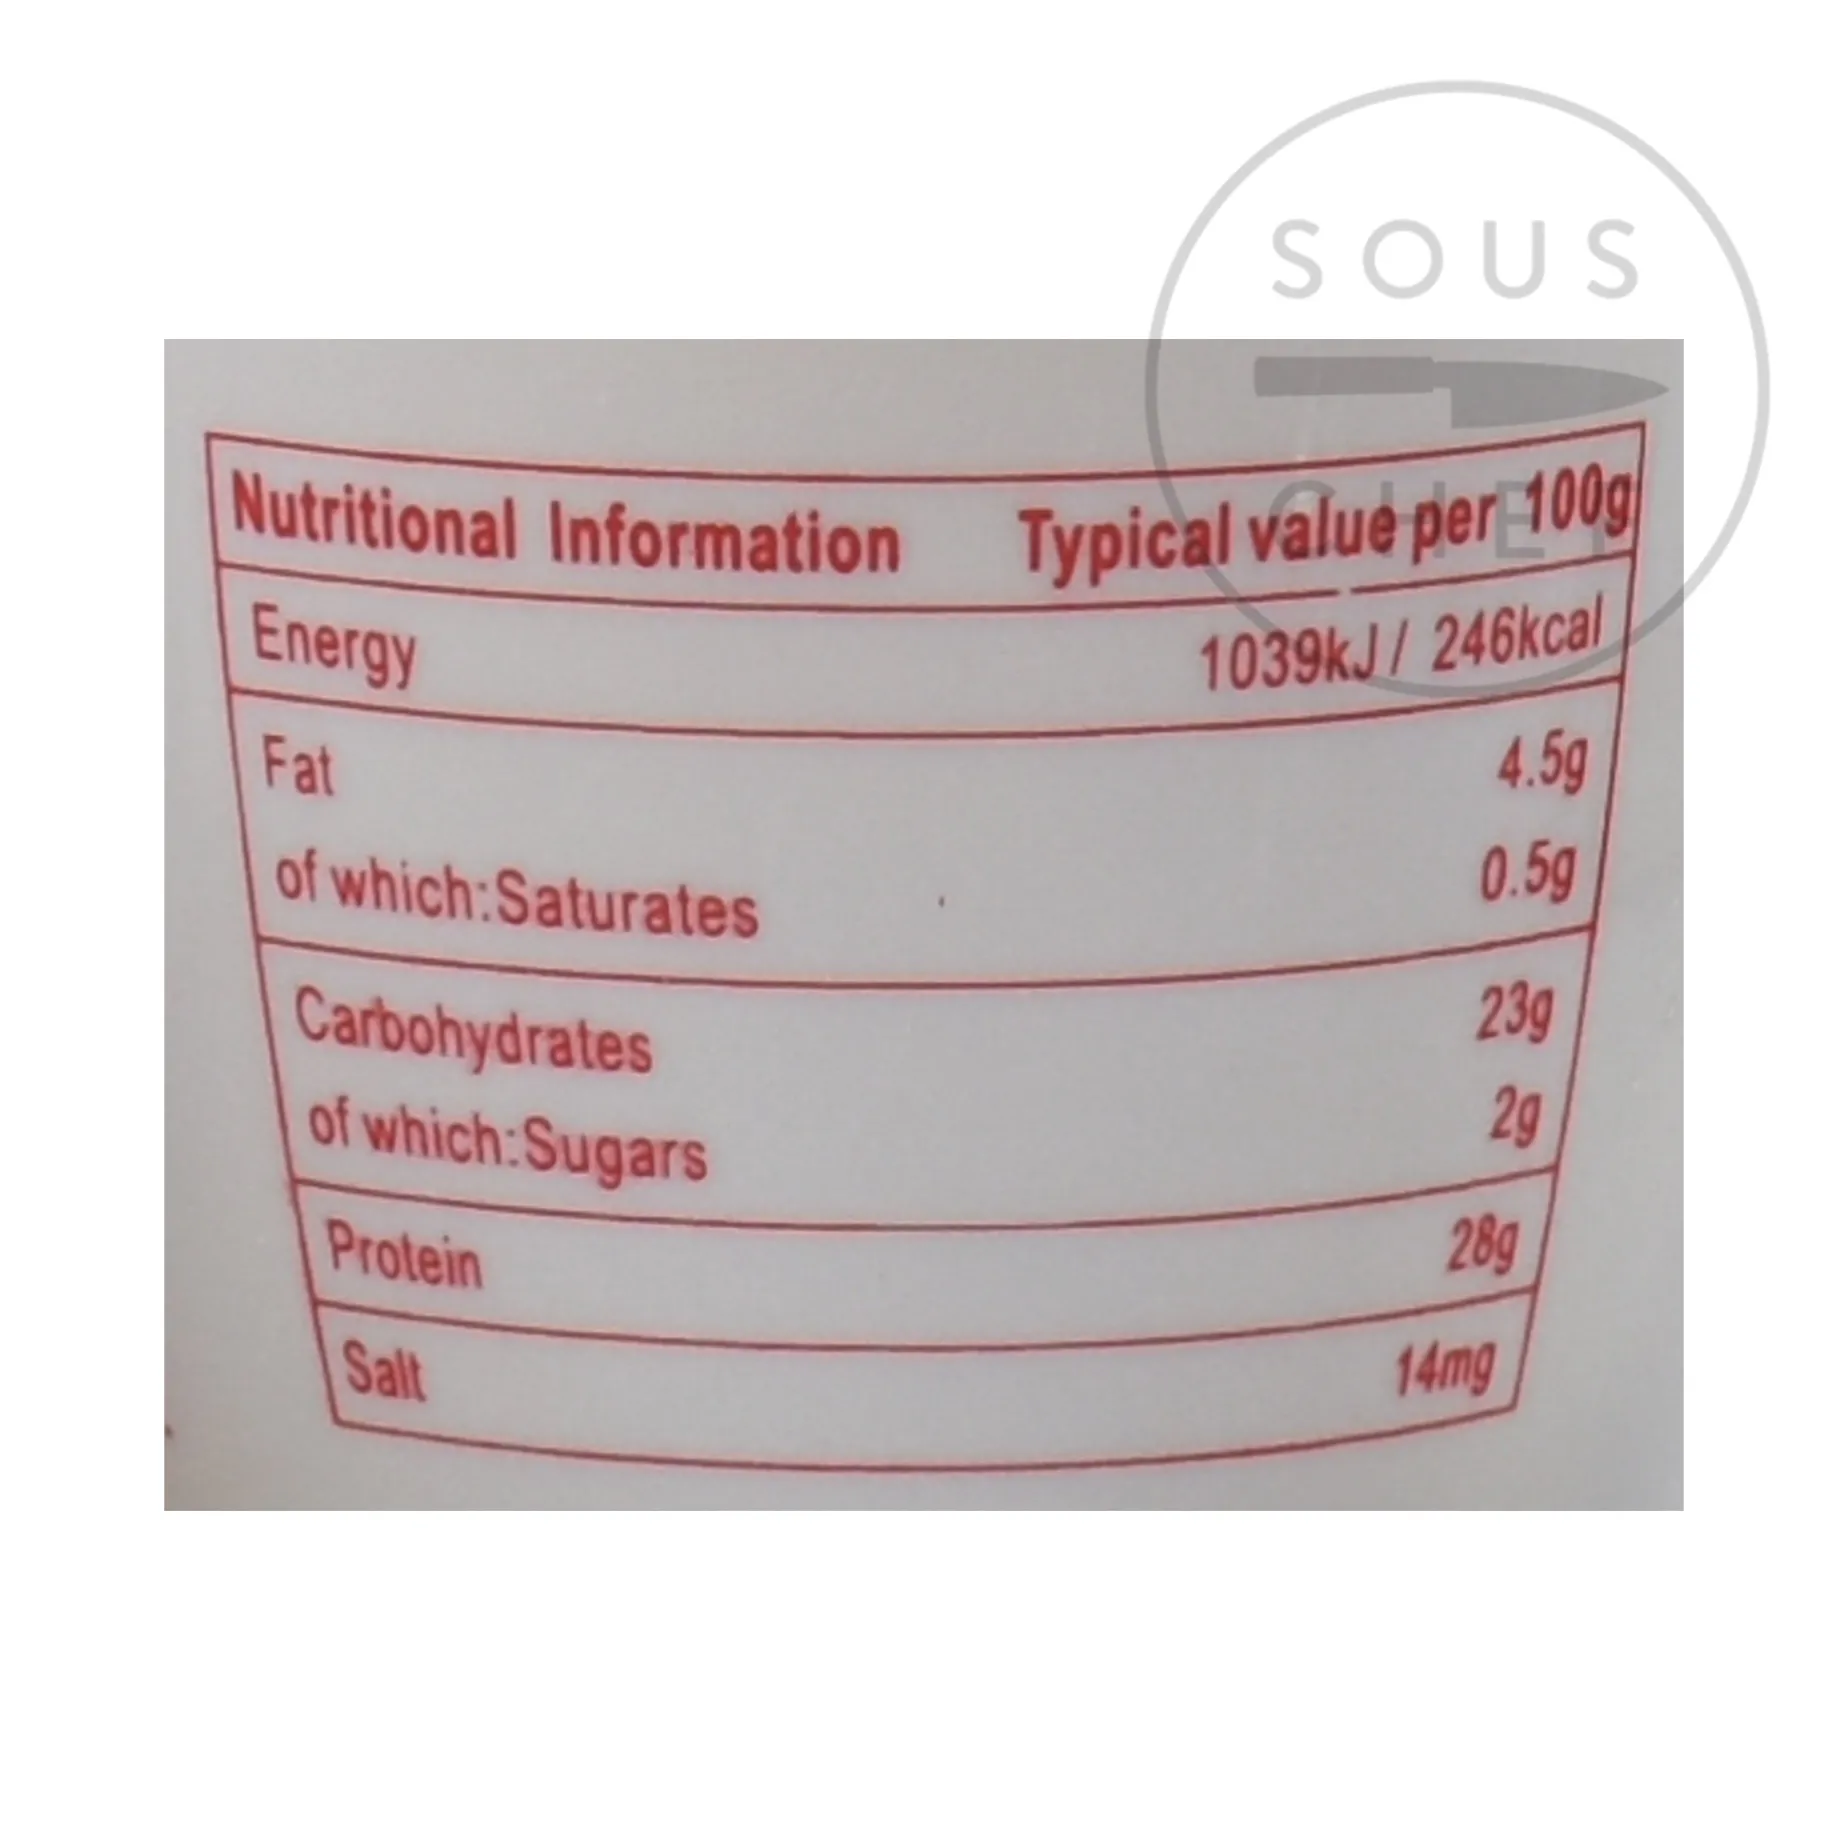 SOUS
CHEF
Nutritional Information Typical value per 100g
Energy 1039kJ/ 246kcal
Fat 4.5g
of which:Saturates 0.5g
Carbohydrates 23g
of which:Sugars 2g
Protein 28g
Salt 14mg